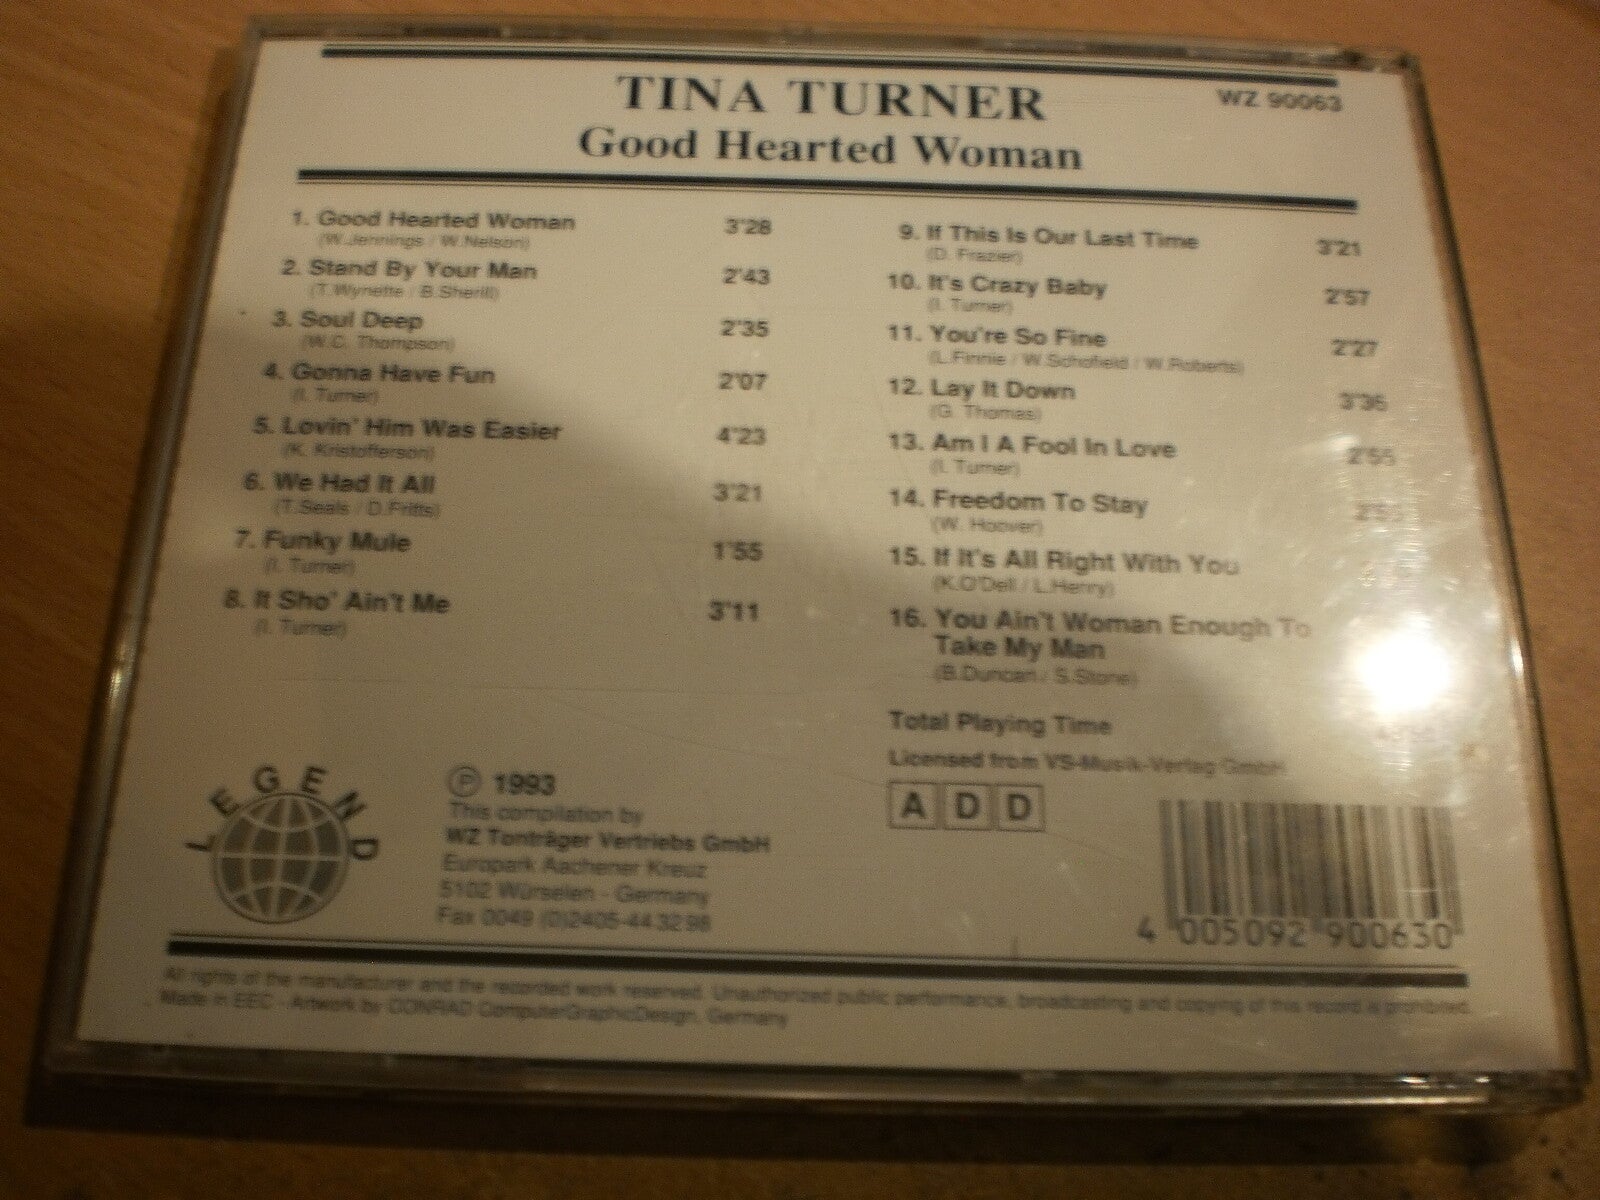 TINA TURNER
WZ 90063
Good Hearted Woman
1. Good Hearted Woman 3'28
(W.Jennings / W.Nelson)
2. Stand By Your Man 2'43
(T.Wynette / B.Sherill)
3. Soul Deep 2'35
(W.C. Thompson)
4. Gonna Have Fun 2'07
(I. Turner)
5. Lovin' Him Was Easier 4'23
(K. Kristofferson)
6. We Had It All 3'21
(T.Seals / D.Fritts)
7. Funky Mule 1'55
(I. Turner)
8. It Sho' Ain't Me 3'11
(I. Turner)
9. If This Is Our Last Time 3'21
(D. Frazier)
10. It's Crazy Baby 2'57
(I. Turner)
11. You're So Fine 2'27
(L.Finnie / W.Schofield / W.Roberts)
12. Lay It Down 3'36
(G. Thomas)
13. Am I A Fool In Love 2'55
(I. Turner)
14. Freedom To Stay
(W. Hoover)
15. If It's All Right With You
(K.O'Dell / L.Henry)
16. You Ain't Woman Enough To
Take My Man
(B.Duncan / S.Stone)
Total Playing Time
Licensed from VS-Musik-Verlag GmbH
ADD
LEGEND
℗ 1993
This compilation by
WZ Tonträger Vertriebs GmbH
Europark Aachener Kreuz
5102 Würselen - Germany
Fax 0049 (0)2405-44 32 98
4 005092 900630
All rights of the manufacturer and the recorded work reserved. Unauthorized public performance, broadcasting and copying of this record is prohibited.
Made in EEC - Artwork by CONRAD ComputerGraphicDesign, Germany